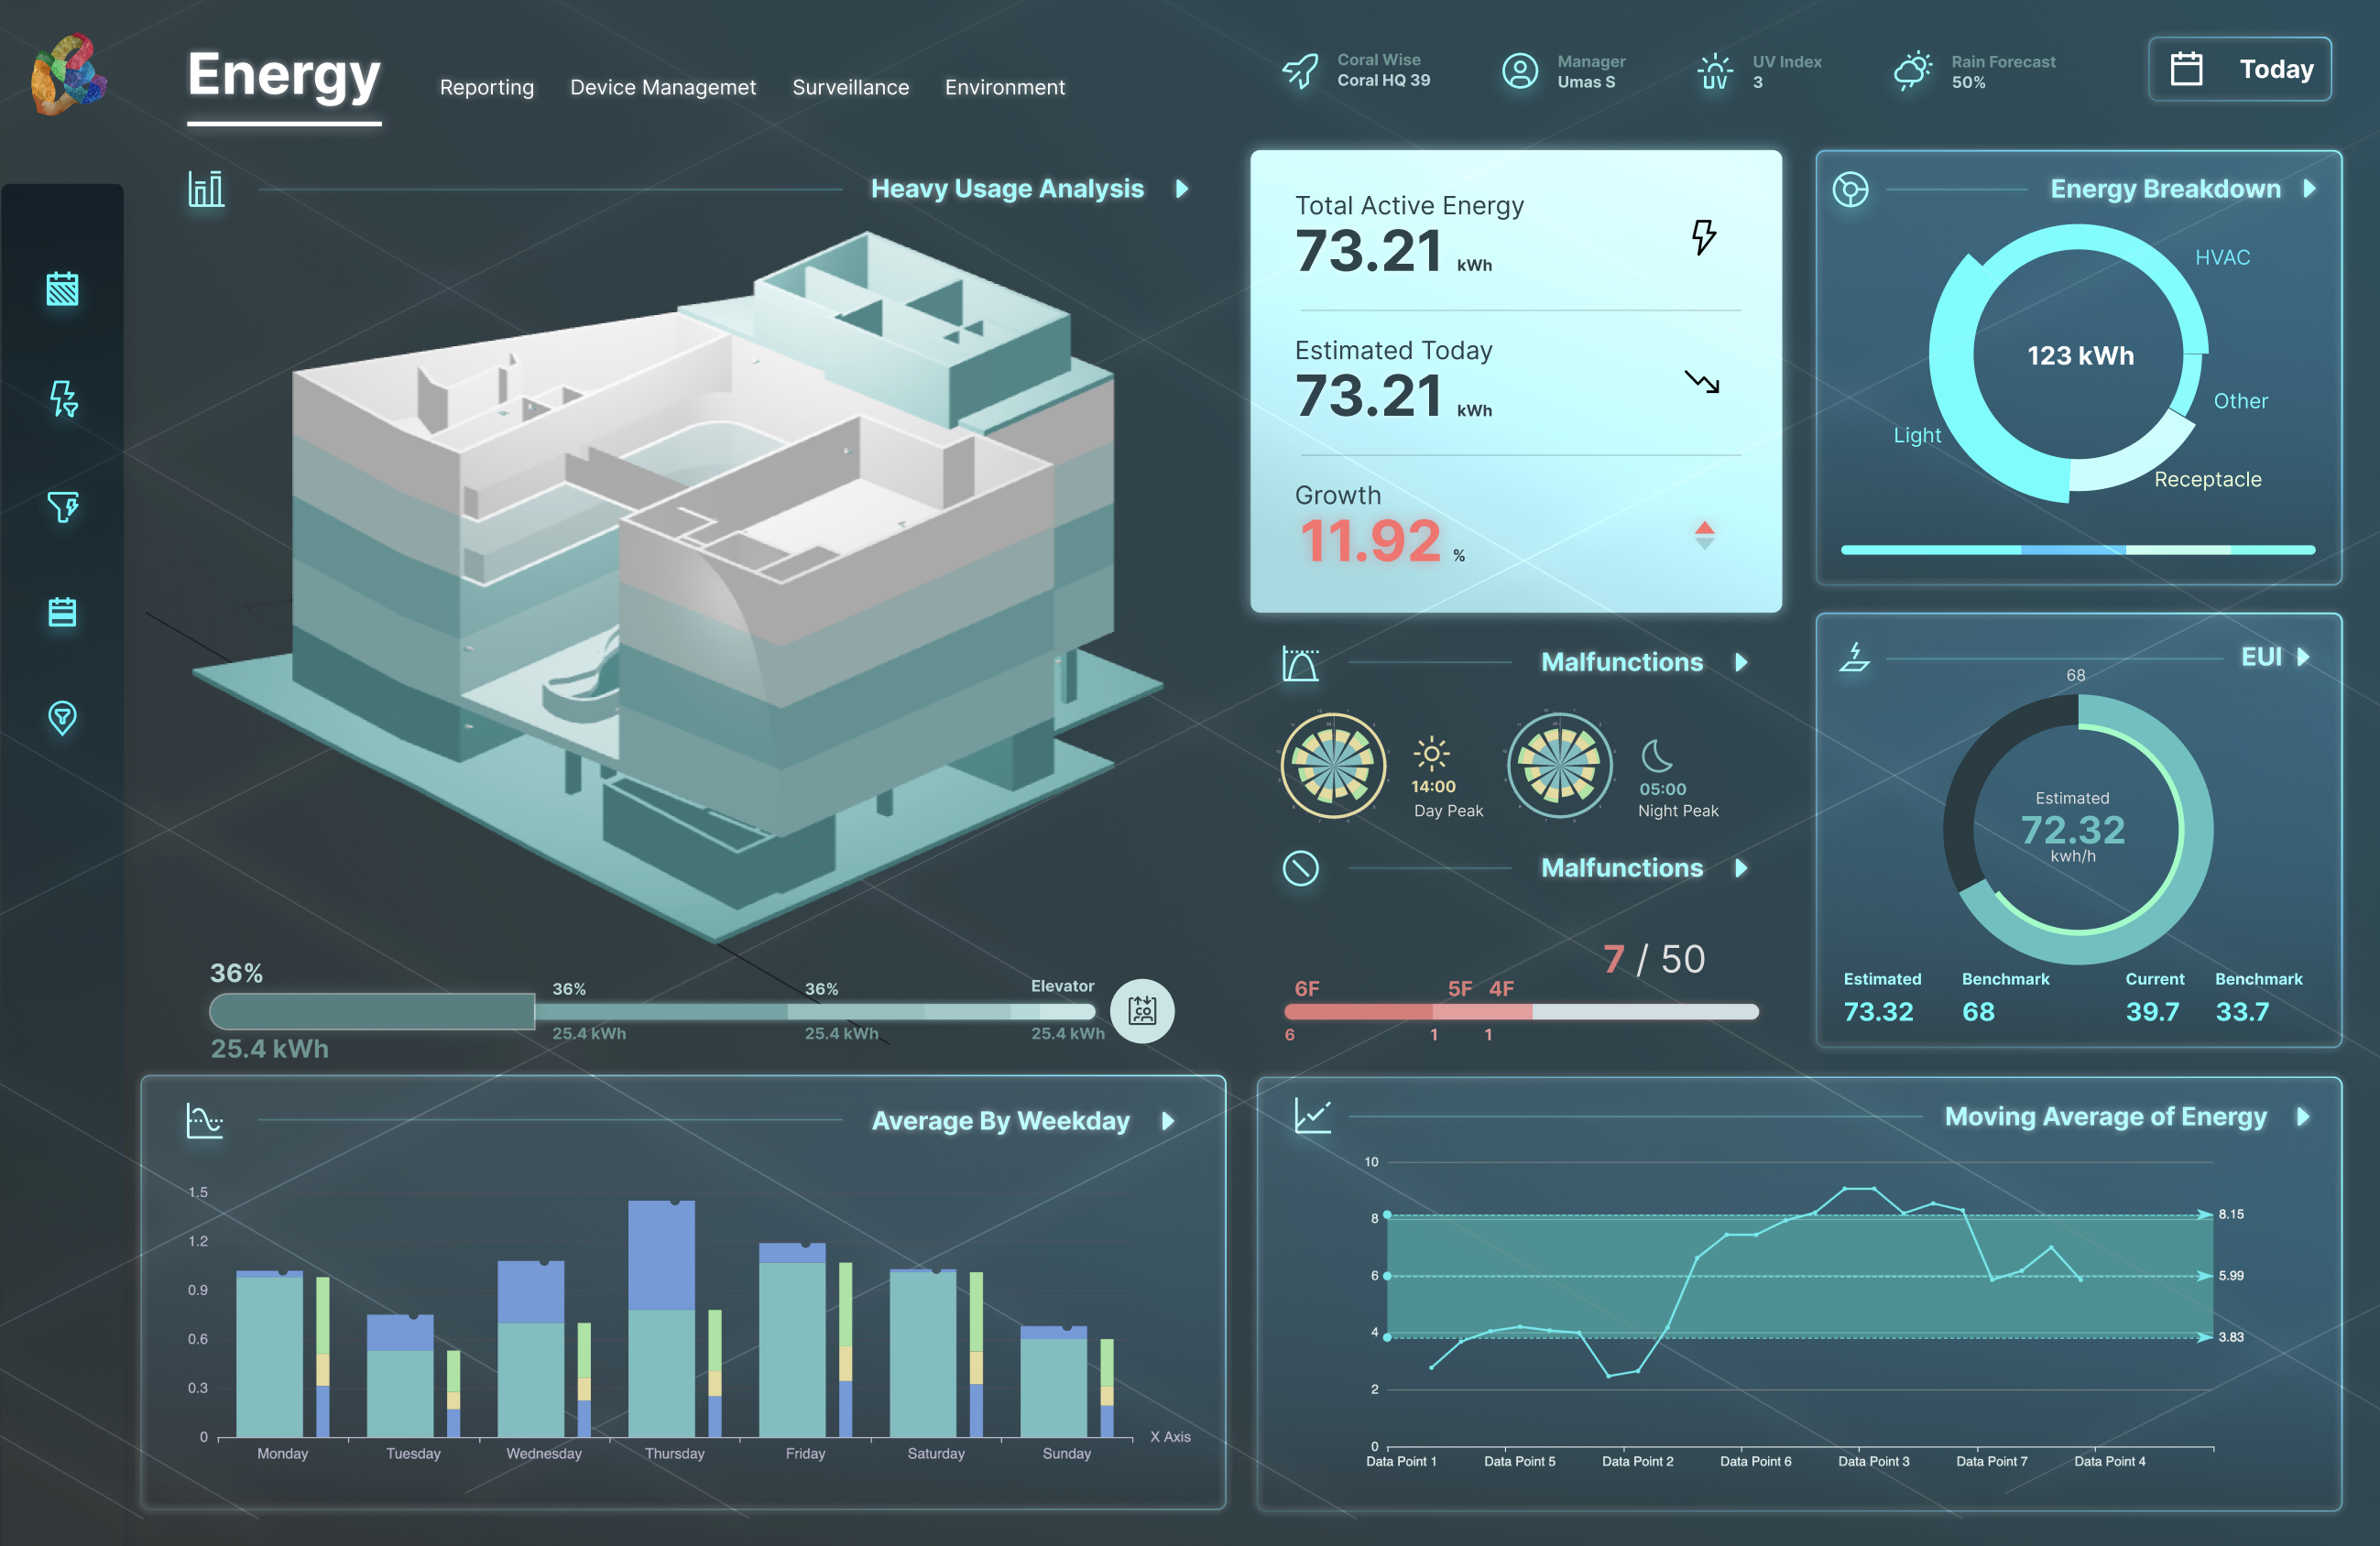 Energy
Reporting
Device Managemet
Surveillance
Environment
Coral Wise
Coral HQ 39
Manager
Umas S
UV
UV Index
3
Rain Forecast
50%
Today
Heavy Usage Analysis
36%
25.4 kWh
36%
25.4 kWh
36%
25.4 kWh
Elevator
25.4 kWh
Total Active Energy
73.21 kWh
Estimated Today
73.21 kWh
Growth
11.92 %
Energy Breakdown
HVAC
123 kWh
Other
Light
Receptacle
Malfunctions
14:00
Day Peak
05:00
Night Peak
Malfunctions
7 / 50
6F 5F 4F
6 1 1
EUI
68
Estimated
72.32
kwh/h
Estimated
73.32
Benchmark
68
Current
39.7
Benchmark
33.7
Average By Weekday
1.5
1.2
0.9
0.6
0.3
0
X Axis
Monday Tuesday Wednesday Thursday Friday Saturday Sunday
Moving Average of Energy
10
8
6
4
2
0
8.15
5.99
3.83
Data Point 1 Data Point 5 Data Point 2 Data Point 6 Data Point 3 Data Point 7 Data Point 4